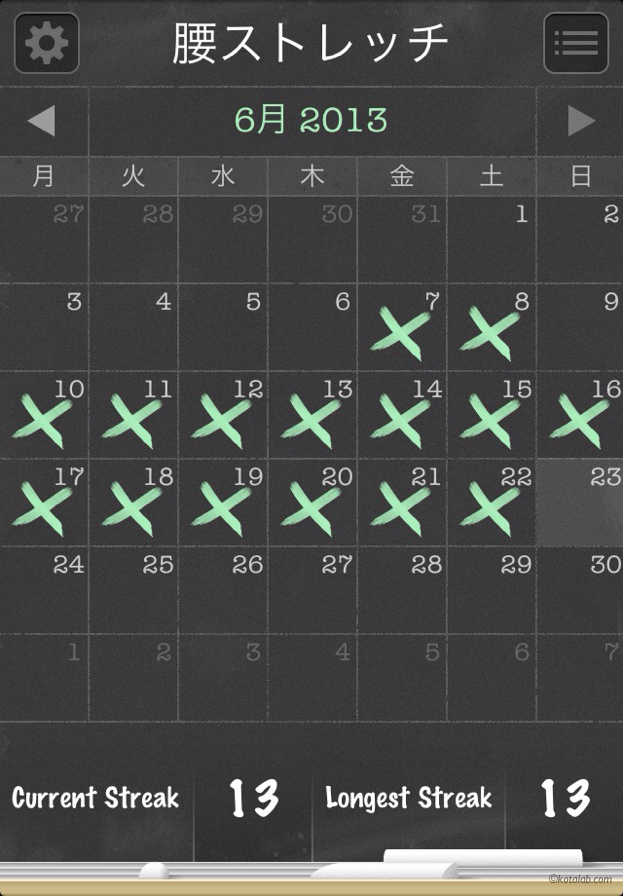 腰ストレッチ
6月 2013
月 火 水 木 金 土 日
27 28 29 30 31 1 2
3 4 5 6 7 8 9
10 11 12 13 14 15 16
17 18 19 20 21 22 23
24 25 26 27 28 29 30
1 2 3 4 5 6 7
Current Streak 13 Longest Streak 13
©kotalab.com